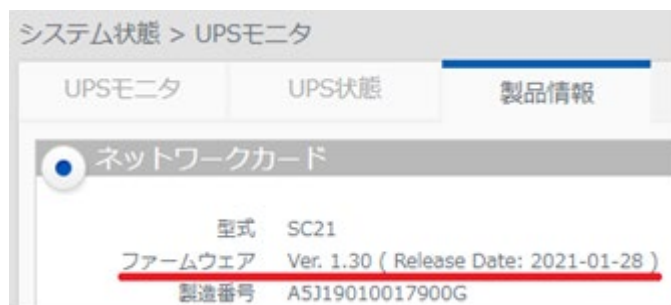 システム状態 > UPSモニタ
UPSモニタ UPS状態 製品情報
ネットワークカード
型式 SC21
ファームウェア Ver. 1.30 ( Release Date: 2021-01-28 )
製造番号 A5J19010017900G